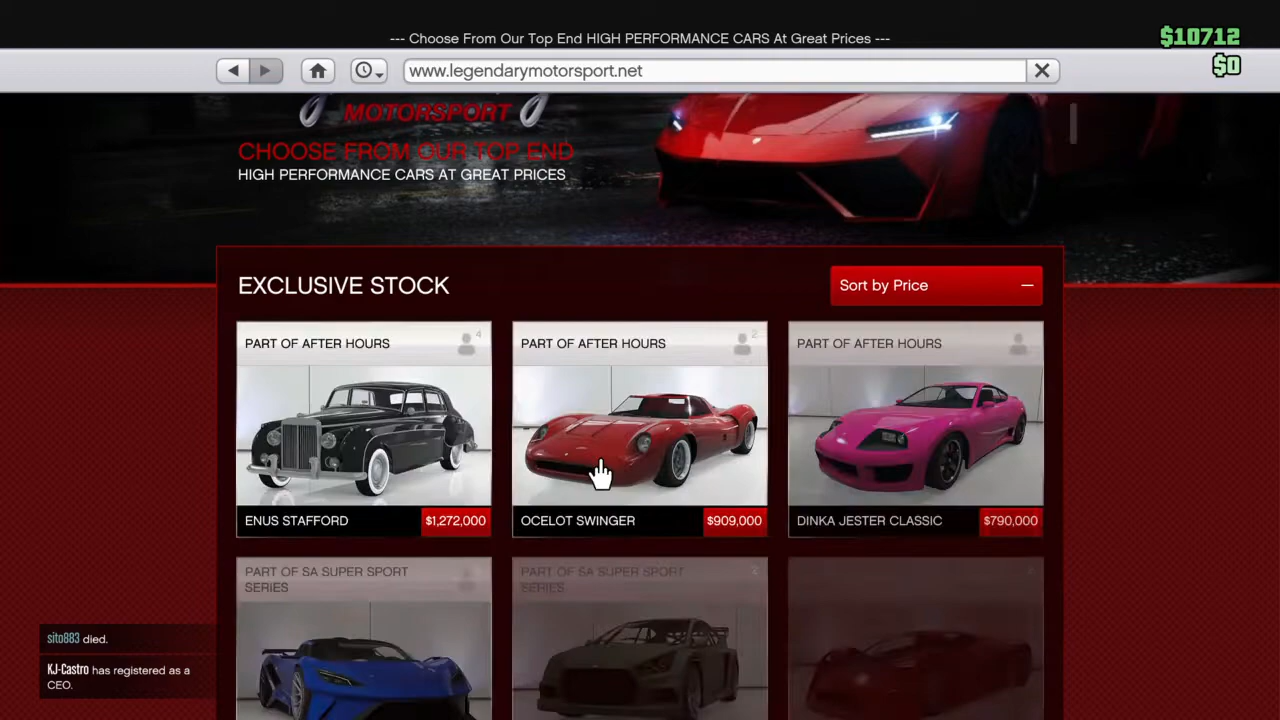 --- Choose From Our Top End HIGH PERFORMANCE CARS At Great Prices ---
$10712
$0
www.legendarymotorsport.net
MOTORSPORT
CHOOSE FROM OUR TOP END
HIGH PERFORMANCE CARS AT GREAT PRICES
EXCLUSIVE STOCK
Sort by Price
PART OF AFTER HOURS
4
PART OF AFTER HOURS
2
PART OF AFTER HOURS
ENUS STAFFORD
$1,272,000
OCELOT SWINGER
$909,000
DINKA JESTER CLASSIC
$790,000
PART OF SA SUPER SPORT
SERIES
PART OF SA SUPER SPORT
SERIES
2
sito883 died.
KJ-Castro has registered as a
CEO.